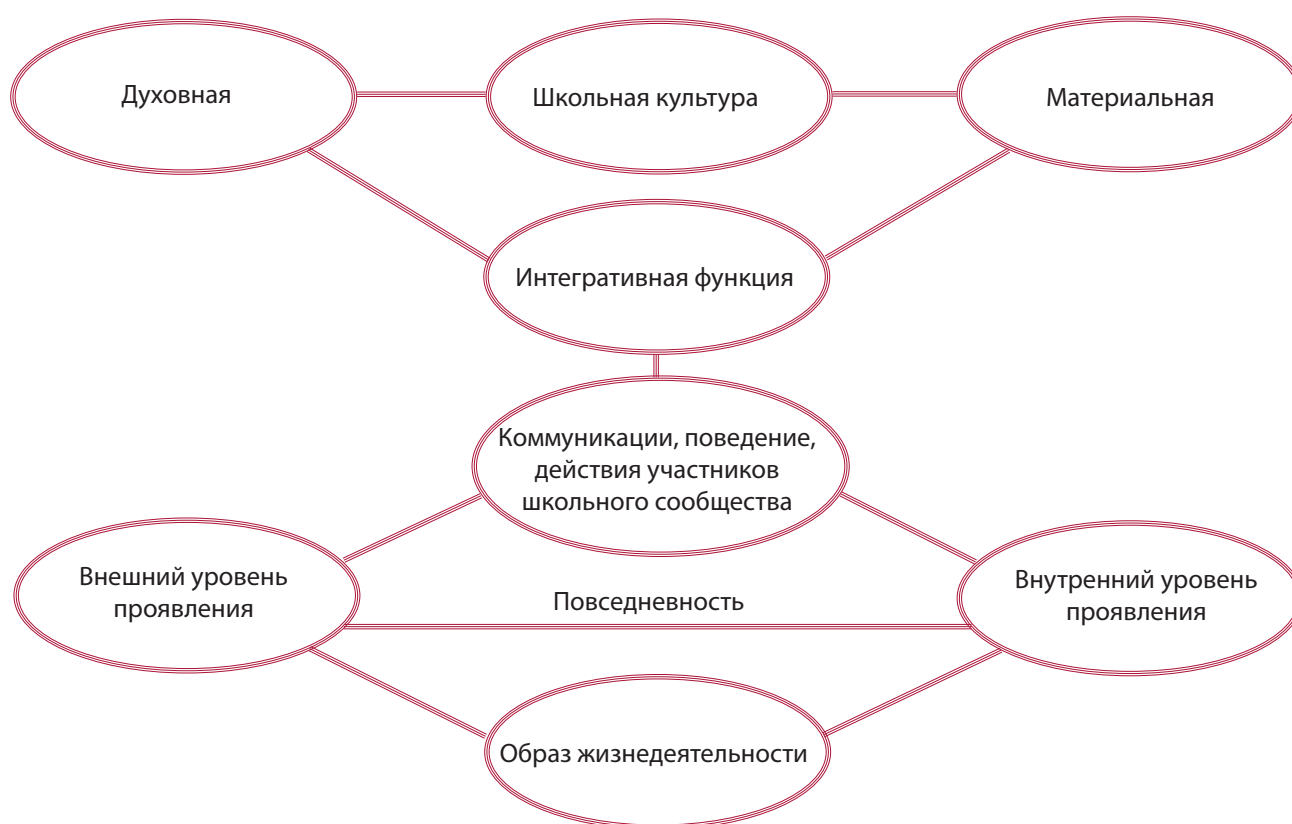 Духовная
Школьная культура
Материальная
Интегративная функция
Коммуникации, поведение,
действия участников
школьного сообщества
Внешний уровень
проявления
Повседневность
Внутренний уровень
проявления
Образ жизнедеятельности